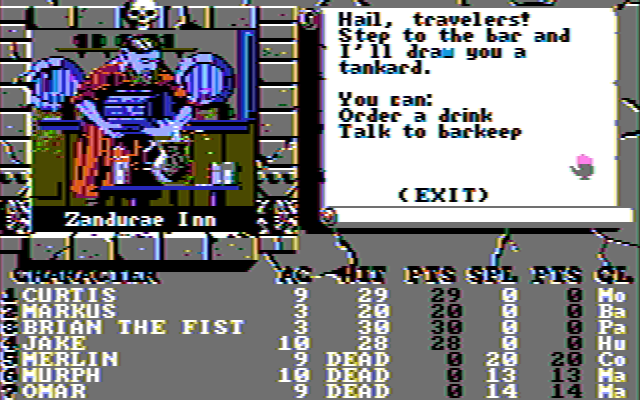 Hail, travelers!
Step to the bar and
I'll draw you a
tankard.
You can:
Order a drink
Talk to barkeep
(EXIT)
Zandurae Inn
CHARACTER AC HIT PTS SPL PTS CL
1 CURTIS 9 29 29 0 0 Mo
2 MARKUS 3 20 20 0 0 Ba
3 BRIAN THE FIST 3 30 30 0 0 Pa
4 JAKE 10 28 28 0 0 Hu
5 MERLIN 9 DEAD 0 20 20 Co
6 MURPH 10 DEAD 0 13 13 Ma
7 OMAR 9 DEAD 0 14 14 Ma